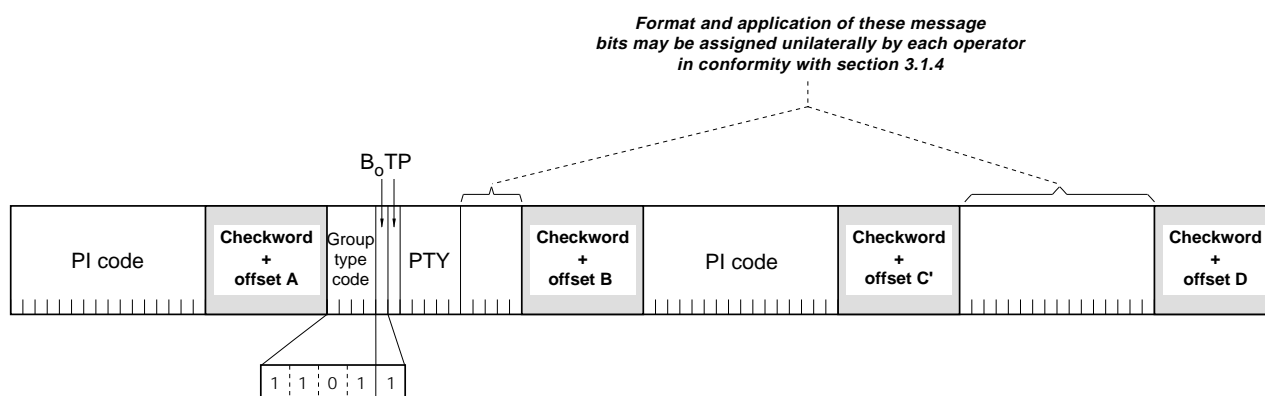 Format and application of these message
bits may be assigned unilaterally by each operator
in conformity with section 3.1.4
BoTP
PI code
Checkword
+
offset A
Group
type
code
PTY
Checkword
+
offset B
PI code
Checkword
+
offset C'
Checkword
+
offset D
1 1 0 1 1